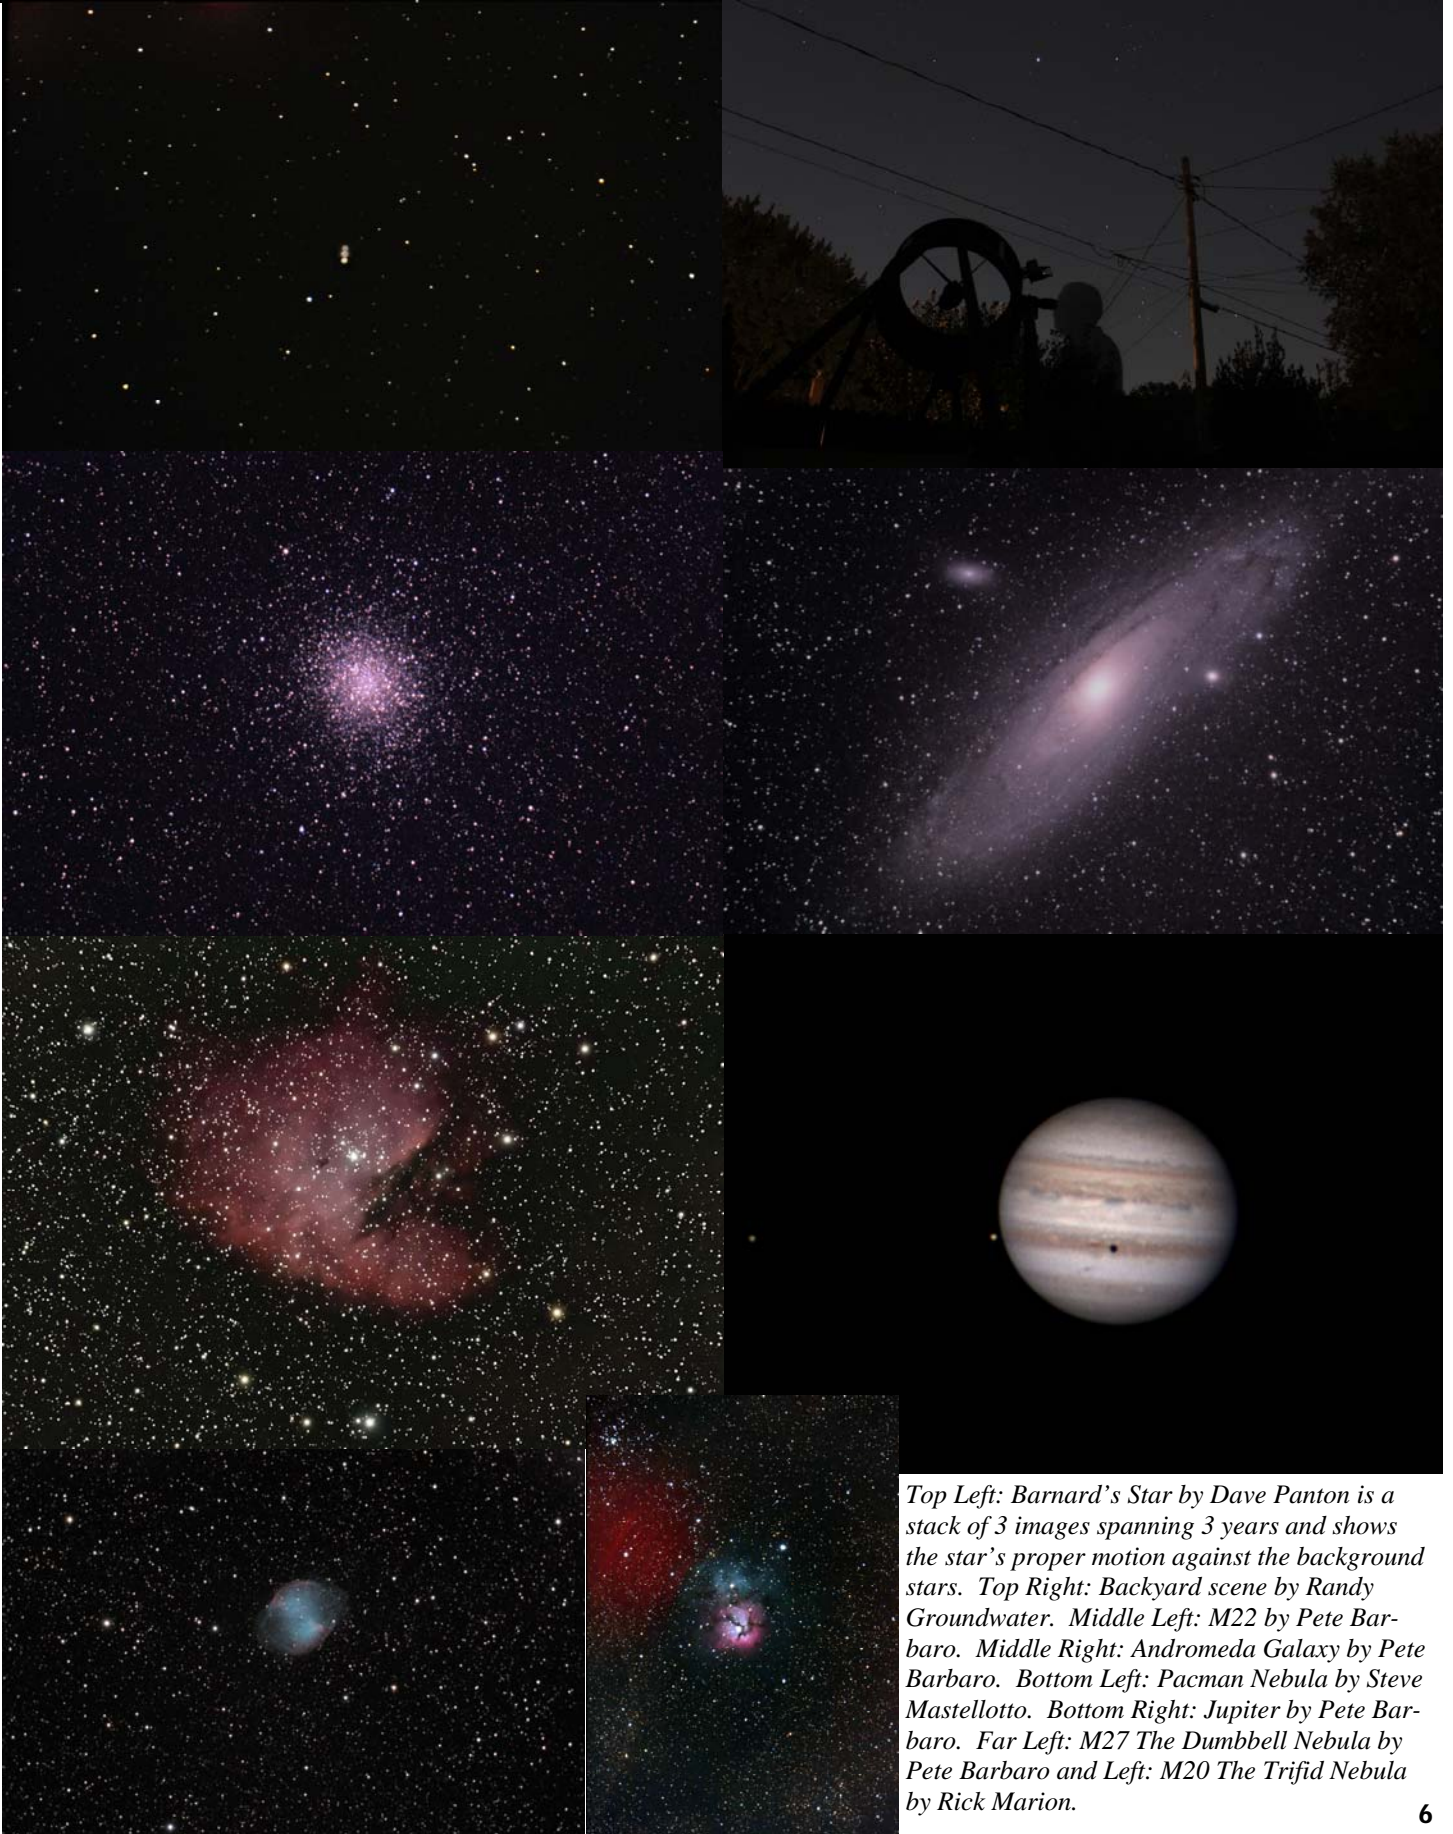 Top Left: Barnard’s Star by Dave Panton is a
stack of 3 images spanning 3 years and shows
the star’s proper motion against the background
stars.  Top Right: Backyard scene by Randy
Groundwater.  Middle Left: M22 by Pete Bar-
baro.  Middle Right: Andromeda Galaxy by Pete
Barbaro.  Bottom Left: Pacman Nebula by Steve
Mastellotto.  Bottom Right: Jupiter by Pete Bar-
baro.  Far Left: M27 The Dumbbell Nebula by
Pete Barbaro and Left: M20 The Trifid Nebula
by Rick Marion.
6